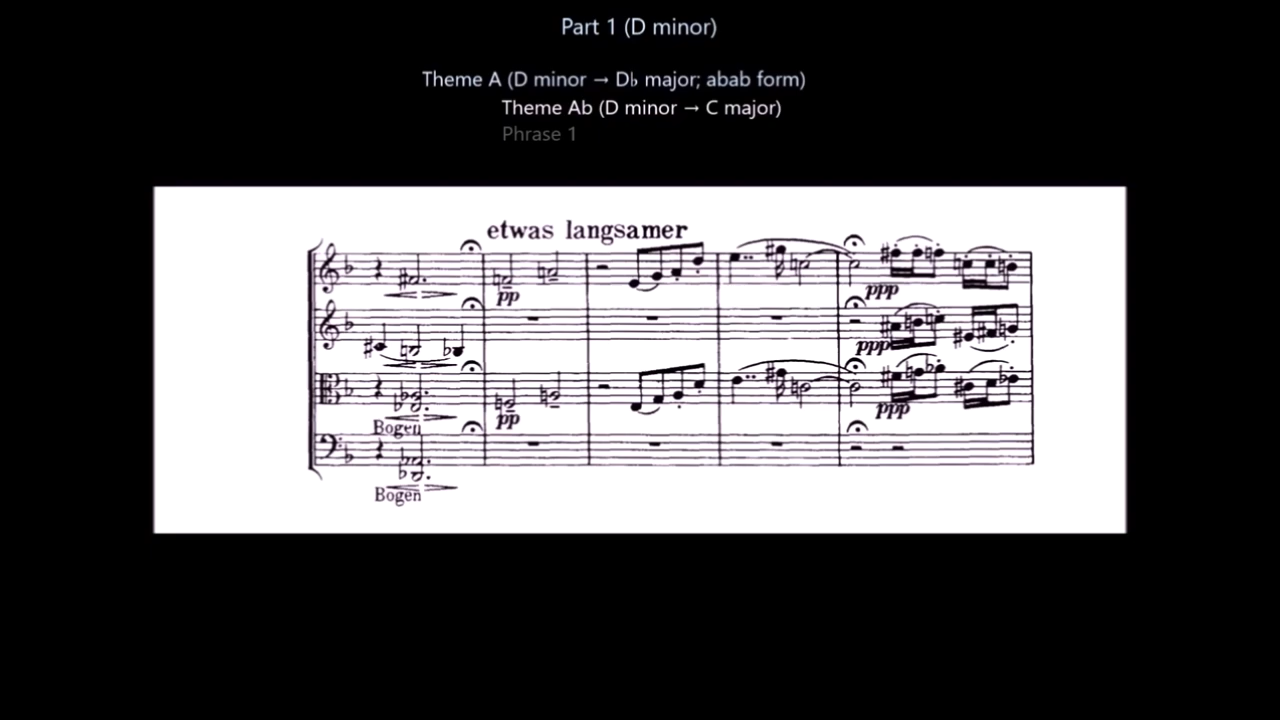 Part 1 (D minor)
Theme A (D minor → D♭ major; abab form)
Theme Ab (D minor → C major)
Phrase 1
etwas langsamer
pp
ppp
ppp
Bogen
pp
ppp
Bogen